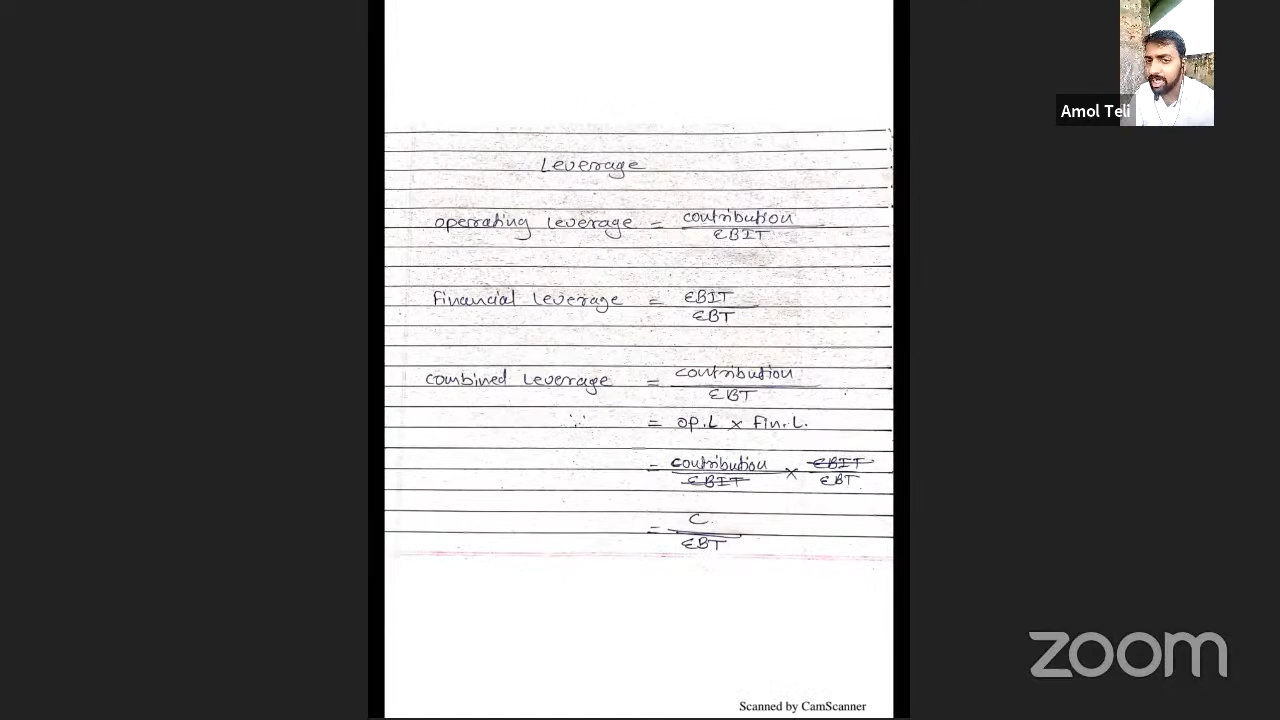 Amol Teli
Leverage
operating leverage = contribution / EBIT
financial leverage = EBIT / EBT
combined leverage = contribution / EBT
∵ = op.L × fin.L.
= contribution / EBIT × EBIT / EBT
= C. / EBT
zoom
Scanned by CamScanner